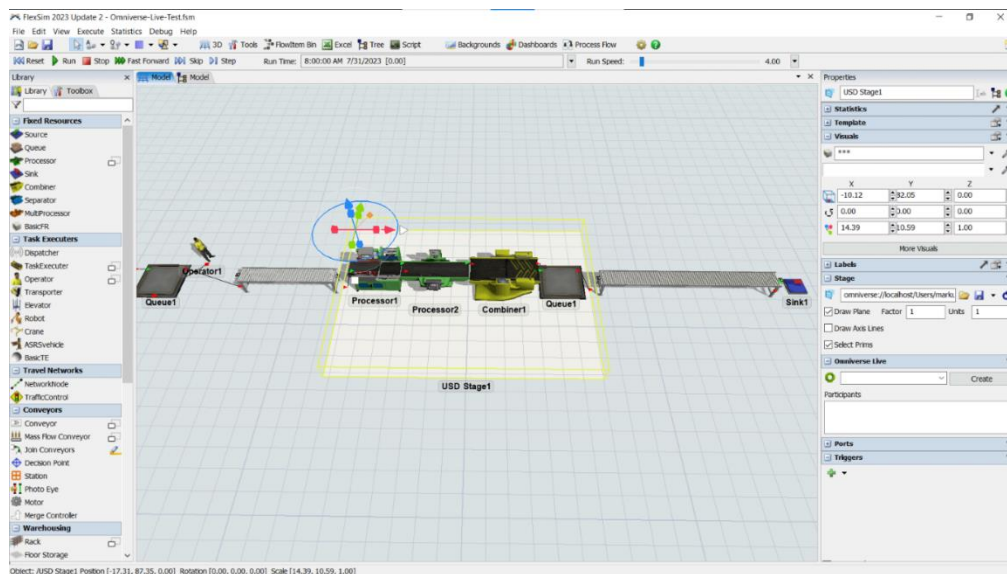 FlexSim 2023 Update 2 - Omniverse-Live-Test.fsm
File Edit View Execute Statistics Debug Help
3D Tools FlowItem Bin Excel Tree Script Backgrounds Dashboards Process Flow
Reset Run Stop Fast Forward Skip Step Run Time: 8:00:00 AM 7/31/2023 [0.00] Run Speed: 4.00
Library
Library Toolbox
Fixed Resources
Source
Queue
Processor
Sink
Combiner
Separator
MultiProcessor
BasicFR
Task Executers
Dispatcher
TaskExecuter
Operator
Transporter
Elevator
Robot
Crane
ASRSvehicle
BasicTE
Travel Networks
NetworkNode
TrafficControl
Conveyors
Conveyor
Mass Flow Conveyor
Join Conveyors
Decision Point
Station
Photo Eye
Motor
Merge Controller
Warehousing
Rack
Floor Storage
Model Model
Operator1
Queue1
Processor1
Processor2
Combiner1
Queue1
Sink1
USD Stage1
Properties
USD Stage1
Statistics
Template
Visuals
***
X Y Z
-10.12 82.05 0.00
0.00 0.00 0.00
14.39 10.59 1.00
More Visuals
Labels
Stage
omniverse://localhost/Users/mark
Draw Plane Factor 1 Units 1
Draw Axis Lines
Select Prims
Omniverse Live
Create
Participants
Ports
Triggers
Object: /USD Stage1 Position [-17.31, 87.35, 0.00] Rotation [0.00, 0.00, 0.00] Scale [14.39, 10.59, 1.00]